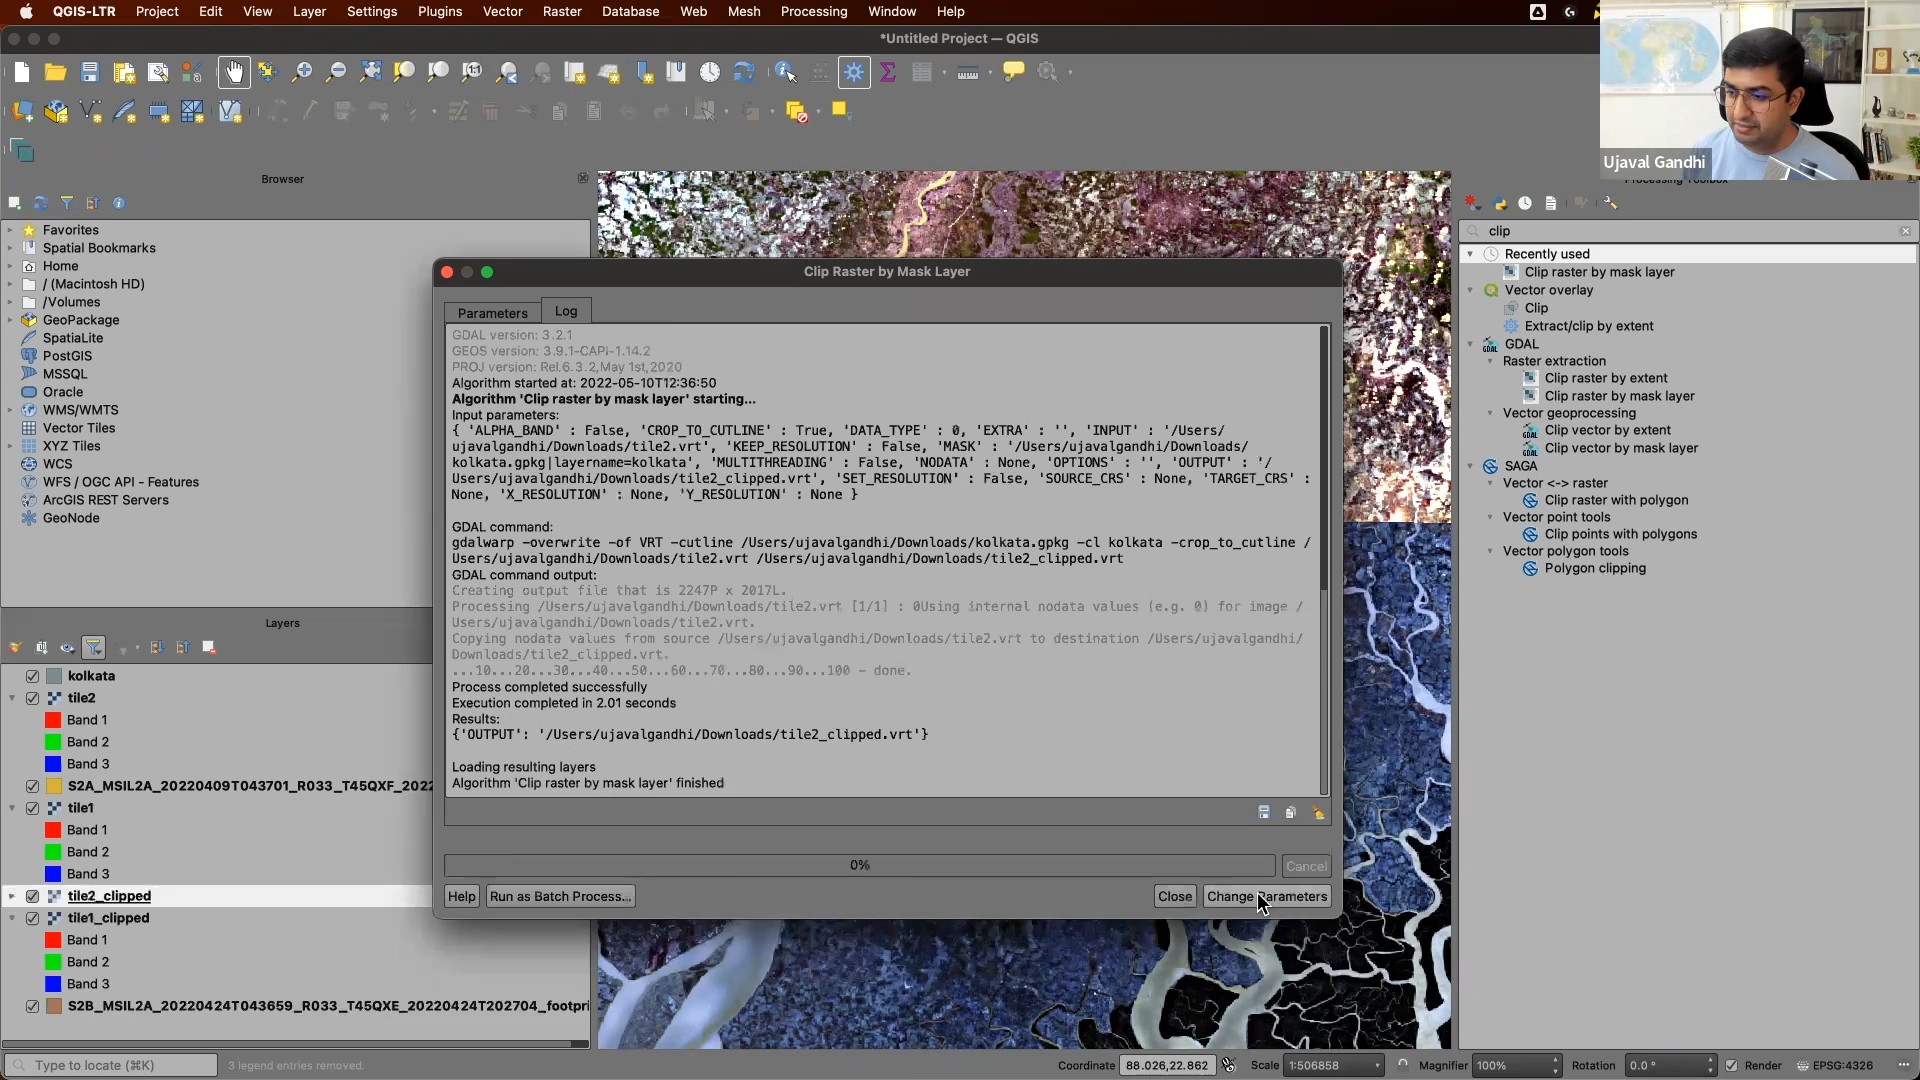 QGIS-LTR Project Edit View Layer Settings Plugins Vector Raster Database Web Mesh Processing Window Help
*Untitled Project — QGIS
Ujaval Gandhi
Browser
Favorites
Spatial Bookmarks
Home
/ (Macintosh HD)
/Volumes
GeoPackage
SpatiaLite
PostGIS
MSSQL
Oracle
WMS/WMTS
Vector Tiles
XYZ Tiles
WCS
WFS / OGC API - Features
ArcGIS REST Servers
GeoNode
Layers
kolkata
tile2
Band 1
Band 2
Band 3
S2A_MSIL2A_20220409T043701_R033_T45QXF_2022
tile1
Band 1
Band 2
Band 3
tile2_clipped
tile1_clipped
Band 1
Band 2
Band 3
S2B_MSIL2A_20220424T043659_R033_T45QXE_20220424T202704_footpri
Clip Raster by Mask Layer
Parameters Log
GDAL version: 3.2.1
GEOS version: 3.9.1-CAPI-1.14.2
PROJ version: Rel.6.3.2, May 1st, 2020
Algorithm started at: 2022-05-10T12:36:50
Algorithm 'Clip raster by mask layer' starting...
Input parameters:
{ 'ALPHA_BAND' : False, 'CROP_TO_CUTLINE' : True, 'DATA_TYPE' : 0, 'EXTRA' : '', 'INPUT' : '/Users/
ujavalgandhi/Downloads/tile2.vrt', 'KEEP_RESOLUTION' : False, 'MASK' : '/Users/ujavalgandhi/Downloads/
kolkata.gpkg|layername=kolkata', 'MULTITHREADING' : False, 'NODATA' : None, 'OPTIONS' : '', 'OUTPUT' : '/
Users/ujavalgandhi/Downloads/tile2_clipped.vrt', 'SET_RESOLUTION' : False, 'SOURCE_CRS' : None, 'TARGET_CRS' :
None, 'X_RESOLUTION' : None, 'Y_RESOLUTION' : None }
GDAL command:
gdalwarp -overwrite -of VRT -cutline /Users/ujavalgandhi/Downloads/kolkata.gpkg -cl kolkata -crop_to_cutline /
Users/ujavalgandhi/Downloads/tile2.vrt /Users/ujavalgandhi/Downloads/tile2_clipped.vrt
GDAL command output:
Creating output file that is 2247P x 2017L.
Processing /Users/ujavalgandhi/Downloads/tile2.vrt [1/1] : 0Using internal nodata values (e.g. 0) for image /
Users/ujavalgandhi/Downloads/tile2.vrt.
Copying nodata values from source /Users/ujavalgandhi/Downloads/tile2.vrt to destination /Users/ujavalgandhi/
Downloads/tile2_clipped.vrt.
...10...20...30...40...50...60...70...80...90...100 - done.
Process completed successfully
Execution completed in 2.01 seconds
Results:
{'OUTPUT': '/Users/ujavalgandhi/Downloads/tile2_clipped.vrt'}
Loading resulting layers
Algorithm 'Clip raster by mask layer' finished
0% Cancel
Help Run as Batch Process... Close Change Parameters
clip
Recently used
Clip raster by mask layer
Vector overlay
Clip
Extract/clip by extent
GDAL
Raster extraction
Clip raster by extent
Clip raster by mask layer
Vector geoprocessing
Clip vector by extent
Clip vector by mask layer
SAGA
Vector <-> raster
Clip raster with polygon
Vector point tools
Clip points with polygons
Vector polygon tools
Polygon clipping
Type to locate (⌘K) 3 legend entries removed. Coordinate 88.026,22.862 Scale 1:506858 Magnifier 100% Rotation 0.0 ° Render EPSG:4326